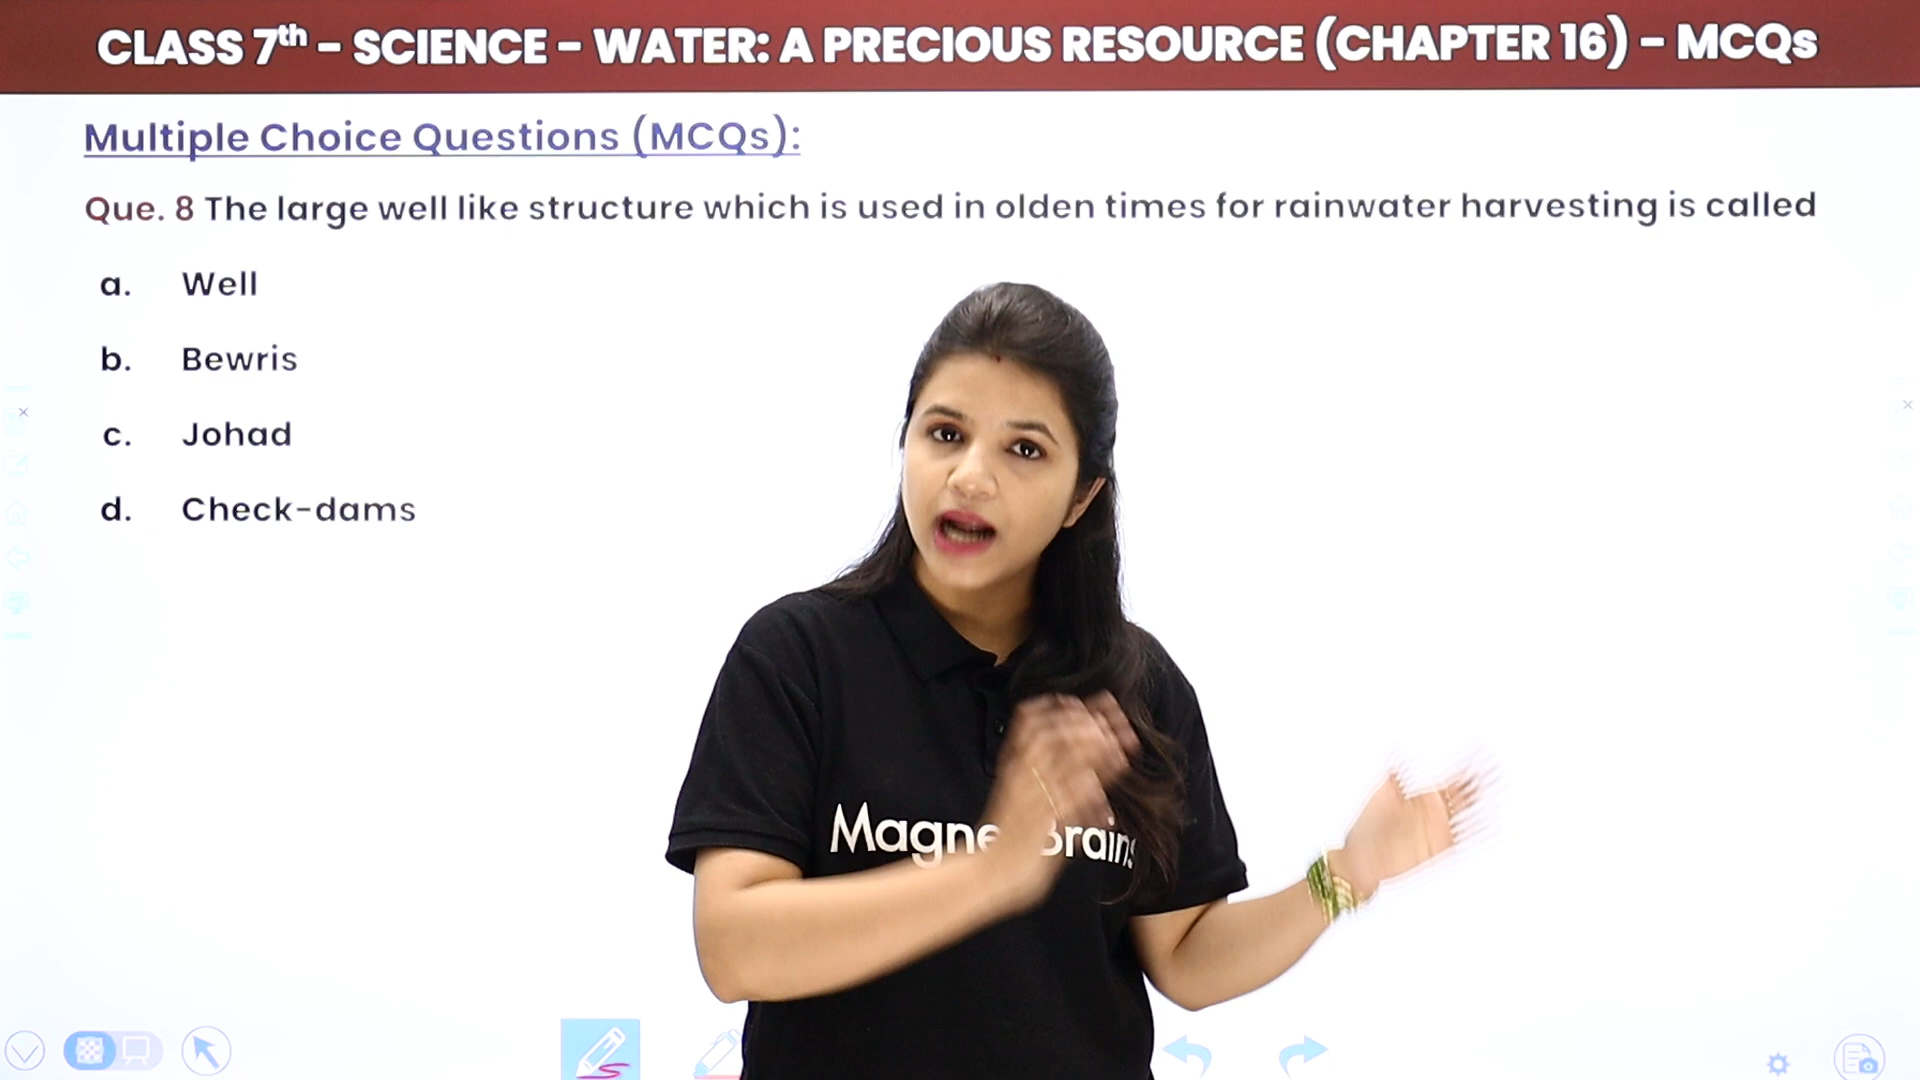 CLASS 7th - SCIENCE - WATER: A PRECIOUS RESOURCE (CHAPTER 16) - MCQs
Multiple Choice Questions (MCQs):
Que. 8 The large well like structure which is used in olden times for rainwater harvesting is called
a. Well
b. Bewris
c. Johad
d. Check-dams